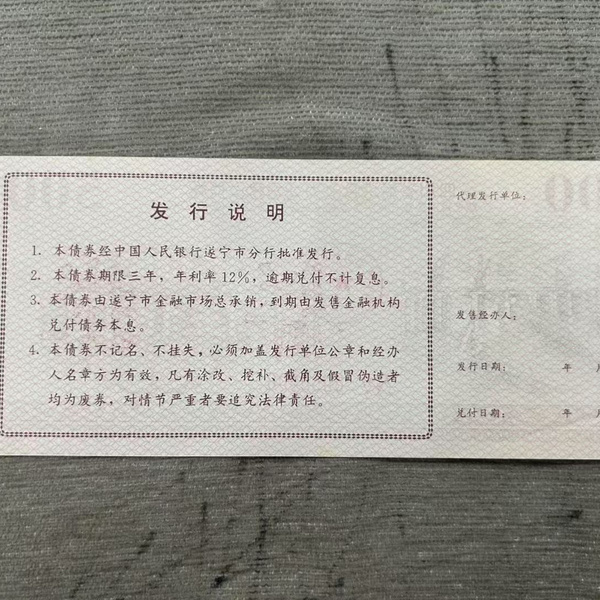 发行说明
1. 本债券经中国人民银行遂宁市分行批准发行。
2. 本债券期限三年，年利率12%，逾期兑付不计复息。
3. 本债券由遂宁市金融市场总承销，到期由发售金融机构
兑付债务本息。
4. 本债券不记名、不挂失，必须加盖发行单位公章和经办
人名章方为有效，凡有涂改、挖补、截角及假冒伪造者
均为废券，对情节严重者要追究法律责任。
代理发行单位：
发售经办人：
发行日期： 年 月
兑付日期： 年 月